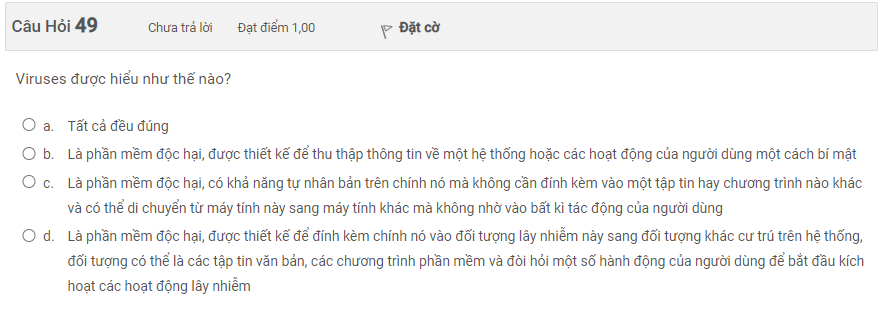 Câu Hỏi 49 Chưa trả lời Đạt điểm 1,00 Đặt cờ
Viruses được hiểu như thế nào?
a. Tất cả đều đúng
b. Là phần mềm độc hại, được thiết kế để thu thập thông tin về một hệ thống hoặc các hoạt động của người dùng một cách bí mật
c. Là phần mềm độc hại, có khả năng tự nhân bản trên chính nó mà không cần đính kèm vào một tập tin hay chương trình nào khác
và có thể di chuyển từ máy tính này sang máy tính khác mà không nhờ vào bất kì tác động của người dùng
d. Là phần mềm độc hại, được thiết kế để đính kèm chính nó vào đối tượng lây nhiễm này sang đối tượng khác cư trú trên hệ thống,
đối tượng có thể là các tập tin văn bản, các chương trình phần mềm và đòi hỏi một số hành động của người dùng để bắt đầu kích
hoạt các hoạt động lây nhiễm